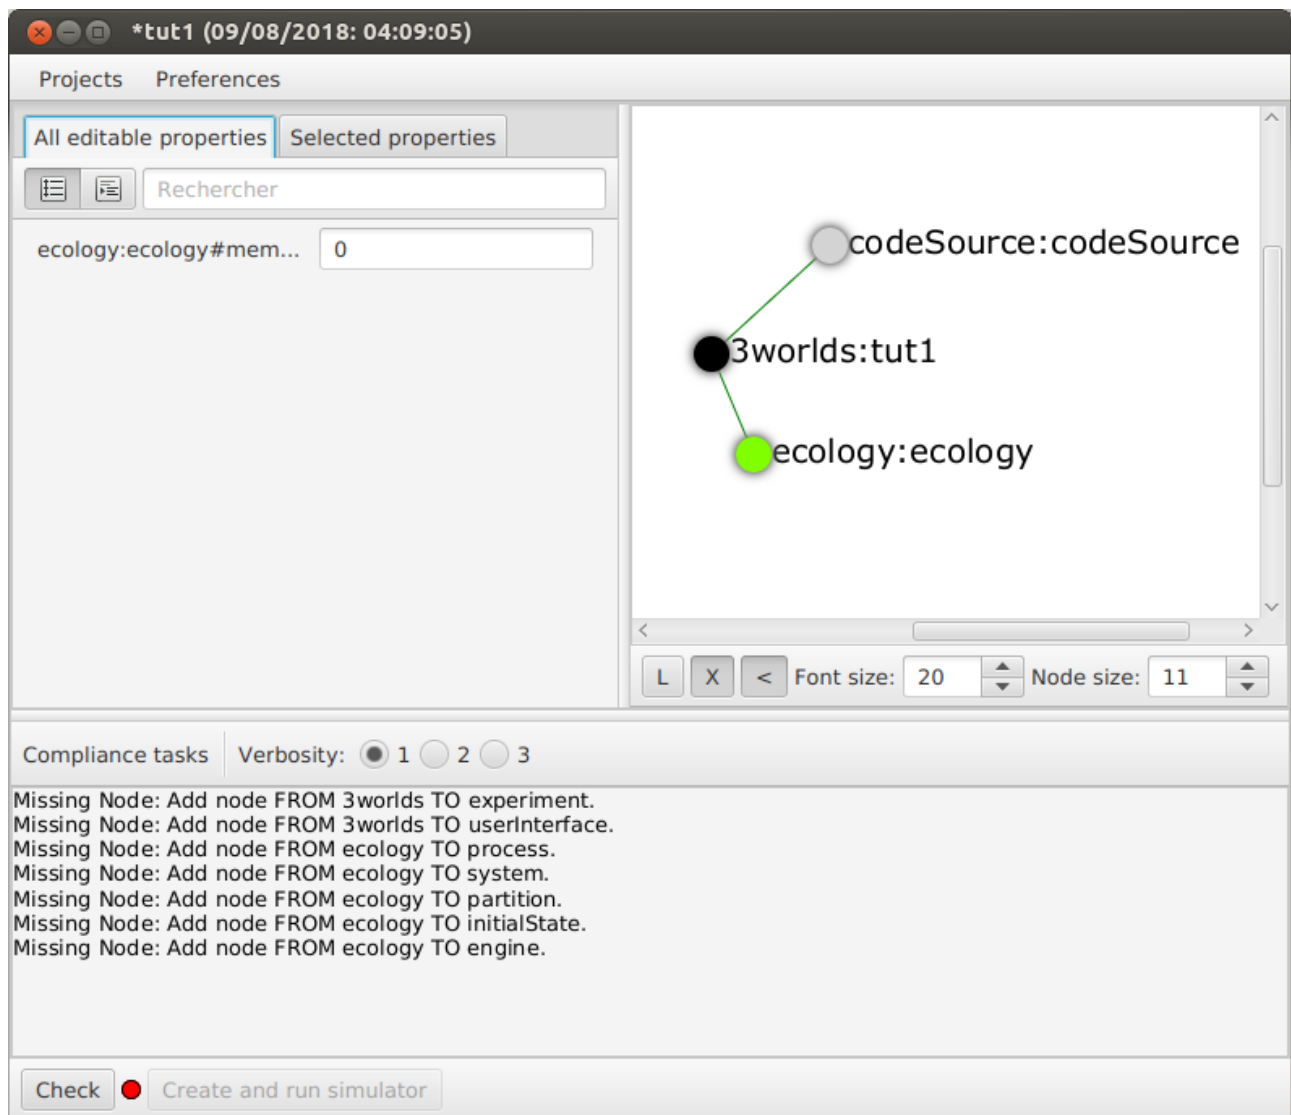 *tut1 (09/08/2018: 04:09:05)
Projects Preferences
All editable properties Selected properties
Rechercher
ecology:ecology#mem... 0
codeSource:codeSource
3worlds:tut1
ecology:ecology
L X < Font size: 20 Node size: 11
Compliance tasks Verbosity: 1 2 3
Missing Node: Add node FROM 3worlds TO experiment.
Missing Node: Add node FROM 3worlds TO userInterface.
Missing Node: Add node FROM ecology TO process.
Missing Node: Add node FROM ecology TO system.
Missing Node: Add node FROM ecology TO partition.
Missing Node: Add node FROM ecology TO initialState.
Missing Node: Add node FROM ecology TO engine.
Check Create and run simulator